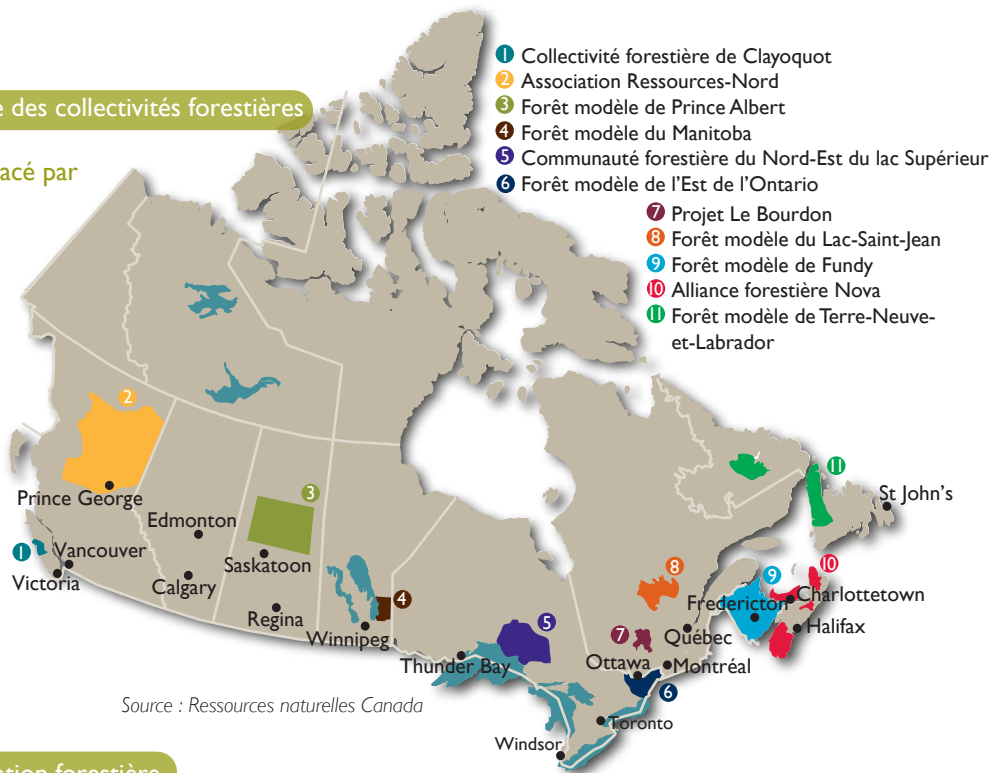 e des collectivités forestières
acé par
1 Collectivité forestière de Clayoquot
2 Association Ressources-Nord
3 Forêt modèle de Prince Albert
4 Forêt modèle du Manitoba
5 Communauté forestière du Nord-Est du lac Supérieur
6 Forêt modèle de l'Est de l'Ontario
7 Projet Le Bourdon
8 Forêt modèle du Lac-Saint-Jean
9 Forêt modèle de Fundy
10 Alliance forestière Nova
11 Forêt modèle de Terre-Neuve-
et-Labrador
2
Prince George
Edmonton
3
11
St John's
1
Vancouver
Victoria
Calgary
Saskatoon
Regina
4
Winnipeg
5
Thunder Bay
8
9
10
Fredericton
Charlottetown
7
Québec
Halifax
Ottawa
Montréal
6
Toronto
Windsor
Source : Ressources naturelles Canada
tion forestière